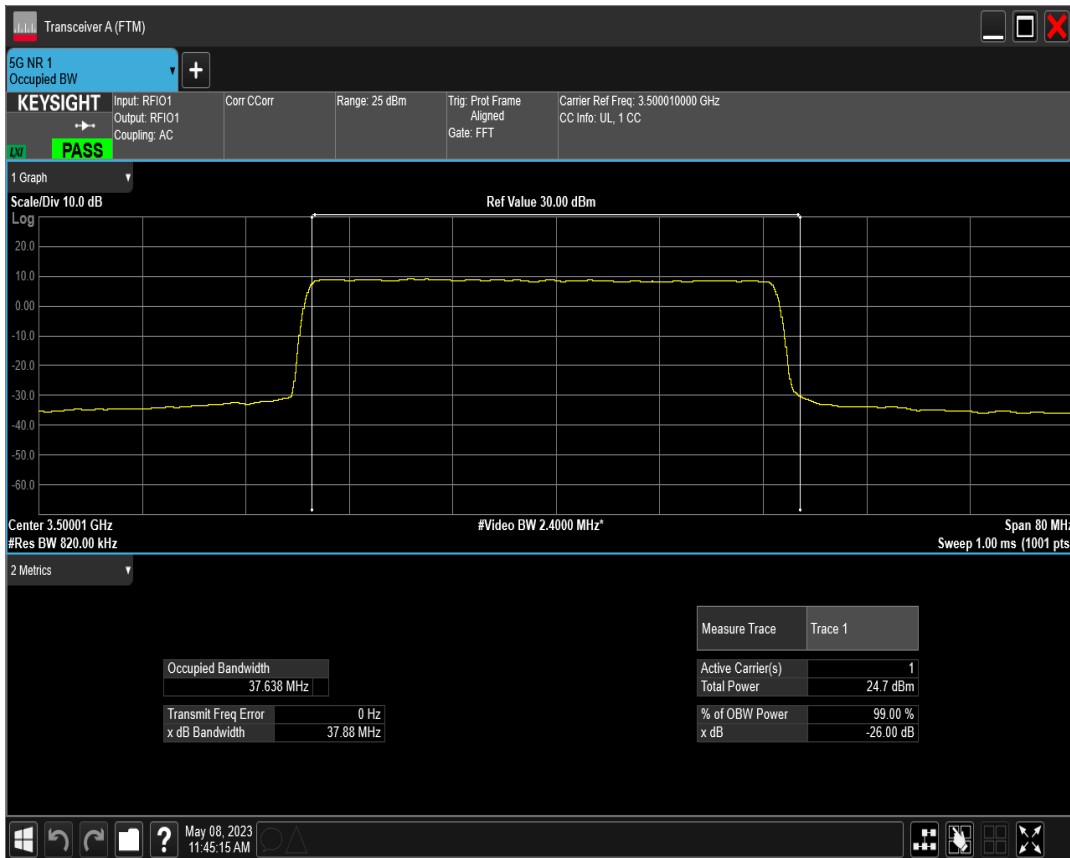 Transceiver A (FTM)
5G NR 1
Occupied BW
+
KEYSIGHT
LXI
PASS
Input: RFIO1
Output: RFIO1
Coupling: AC
Corr CCorr
Range: 25 dBm
Trig: Prot Frame
Aligned
Gate: FFT
Carrier Ref Freq: 3.500010000 GHz
CC Info: UL, 1 CC
1 Graph
Scale/Div 10.0 dB
Ref Value 30.00 dBm
Log
20.0
10.0
0.00
-10.0
-20.0
-30.0
-40.0
-50.0
-60.0
Center 3.50001 GHz
#Video BW 2.4000 MHz*
Span 80 MHz
#Res BW 820.00 kHz
Sweep 1.00 ms (1001 pts
2 Metrics
Measure Trace Trace 1
Occupied Bandwidth
37.638 MHz
Active Carrier(s) 1
Total Power 24.7 dBm
Transmit Freq Error 0 Hz
x dB Bandwidth 37.88 MHz
% of OBW Power 99.00 %
x dB -26.00 dB
?
May 08, 2023
11:45:15 AM